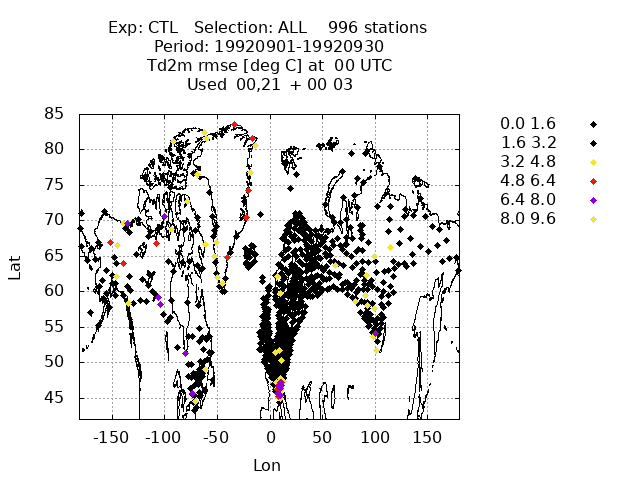 Exp: CTL   Selection: ALL    996 stations
Period: 19920901-19920930
Td2m rmse [deg C] at  00 UTC
Used  00,21  + 00 03
85
80
75
70
65
60
55
50
45
Lat
-150 -100 -50 0 50 100 150
Lon
0.0 1.6
1.6 3.2
3.2 4.8
4.8 6.4
6.4 8.0
8.0 9.6